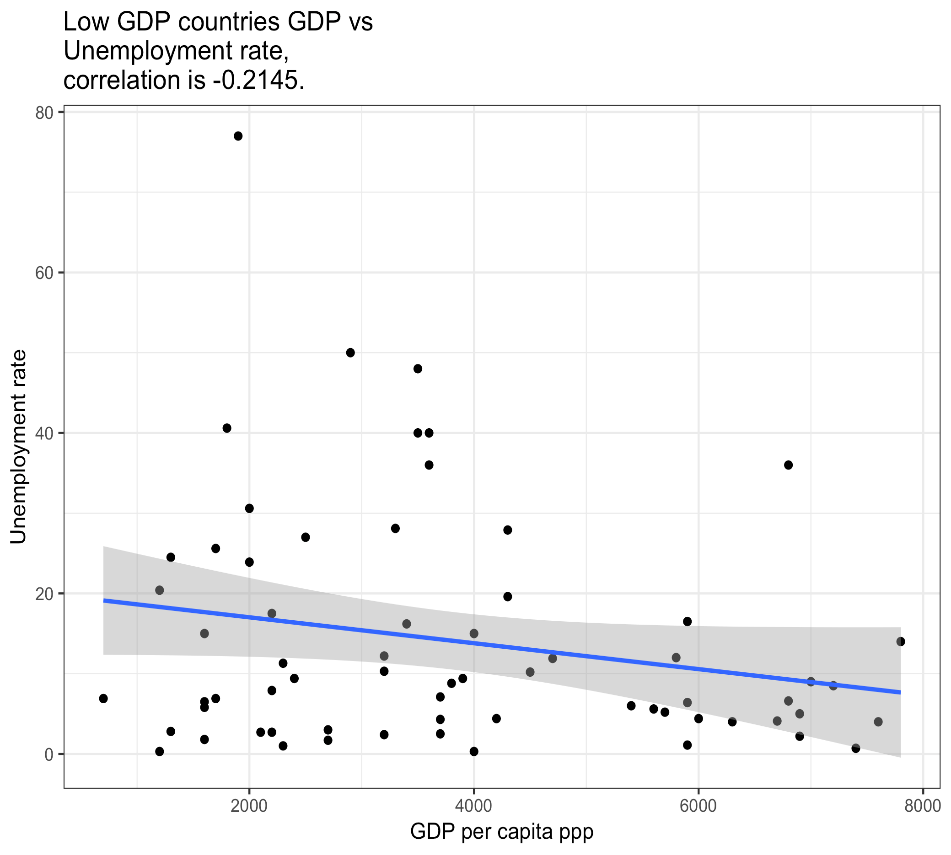 Low GDP countries GDP vs
Unemployment rate,
correlation is -0.2145.
80
60
40
20
0
Unemployment rate
2000 4000 6000 8000
GDP per capita ppp